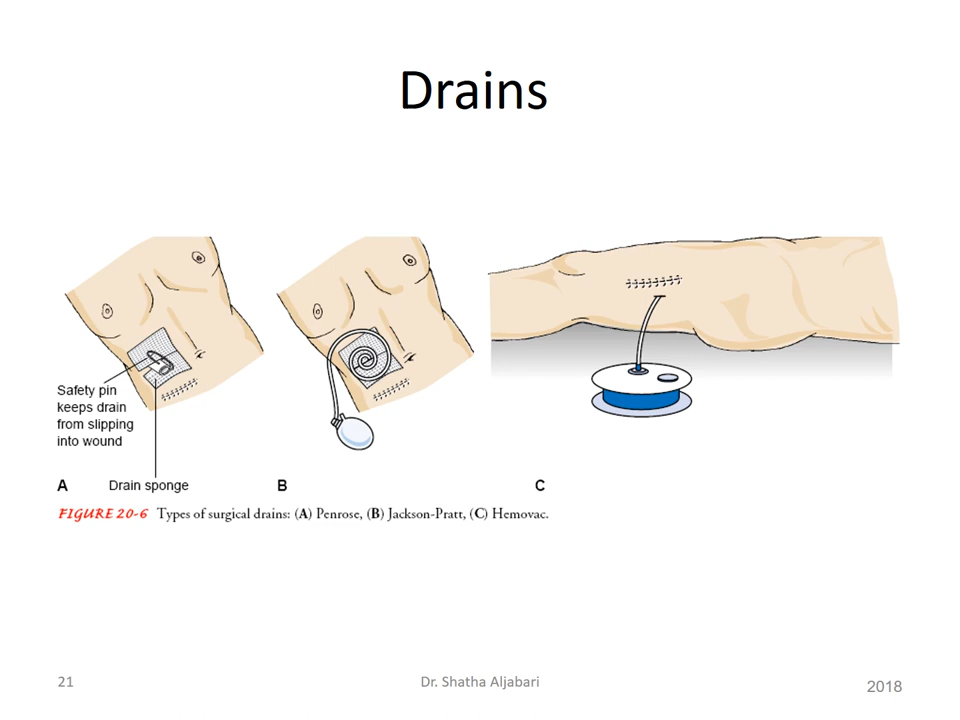 Drains
Safety pin
keeps drain
from slipping
into wound
A
Drain sponge
B
C
FIGURE 20-6 Types of surgical drains: (A) Penrose, (B) Jackson-Pratt, (C) Hemovac.
21
Dr. Shatha Aljabari
2018